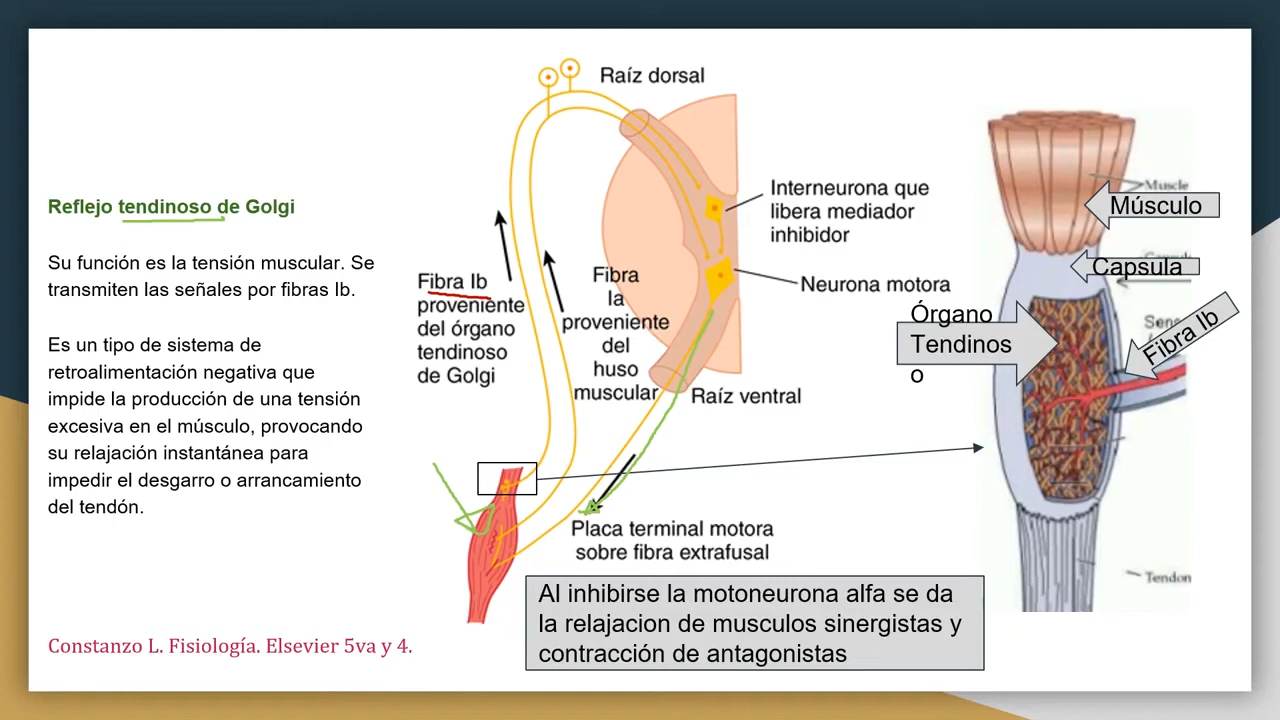 Reflejo tendinoso de Golgi
Su función es la tensión muscular. Se
transmiten las señales por fibras Ib.
Es un tipo de sistema de
retroalimentación negativa que
impide la producción de una tensión
excesiva en el músculo, provocando
su relajación instantánea para
impedir el desgarro o arrancamiento
del tendón.
Constanzo L. Fisiología. Elsevier 5va y 4.
Raíz dorsal
Interneurona que
libera mediador
inhibidor
Neurona motora
Fibra Ib
proveniente
del órgano
tendinoso
de Golgi
Fibra
la
proveniente
del
huso
muscular
Raíz ventral
Placa terminal motora
sobre fibra extrafusal
Al inhibirse la motoneurona alfa se da
la relajacion de musculos sinergistas y
contracción de antagonistas
Muscle
Músculo
Capsula
Órgano
Tendinos
o
Fibra Ib
Tendon